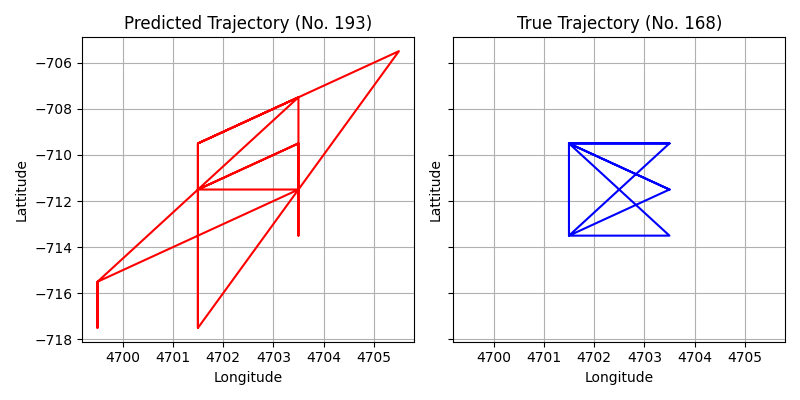 Predicted Trajectory (No. 193)
True Trajectory (No. 168)
Lattitude
−706
−708
−710
−712
−714
−716
−718
4700 4701 4702 4703 4704 4705
Longitude
Lattitude
4700 4701 4702 4703 4704 4705
Longitude